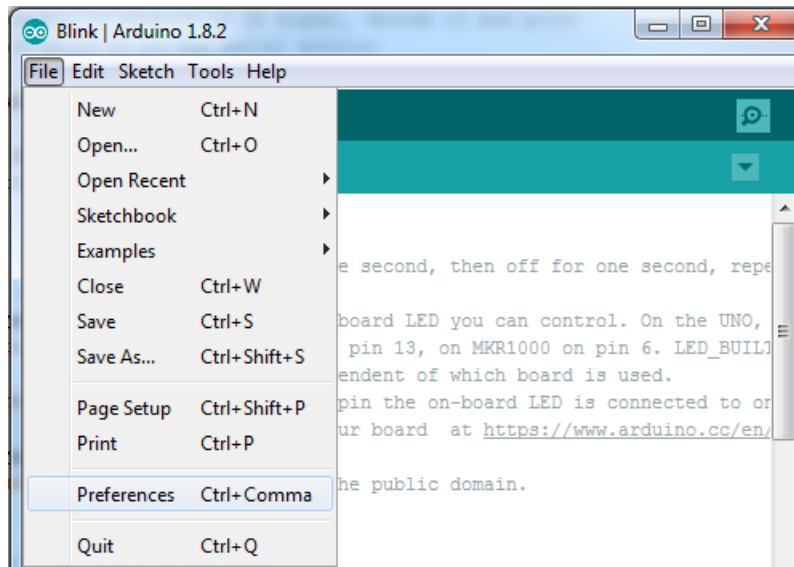 Blink | Arduino 1.8.2
File Edit Sketch Tools Help
New Ctrl+N
Open... Ctrl+O
Open Recent
Sketchbook
Examples
e second, then off for one second, repe
Close Ctrl+W
Save Ctrl+S
board LED you can control. On the UNO,
Save As... Ctrl+Shift+S
pin 13, on MKR1000 on pin 6. LED_BUILT
endent of which board is used.
Page Setup Ctrl+Shift+P
pin the on-board LED is connected to or
Print Ctrl+P
ur board at https://www.arduino.cc/en/
Preferences Ctrl+Comma
he public domain.
Quit Ctrl+Q